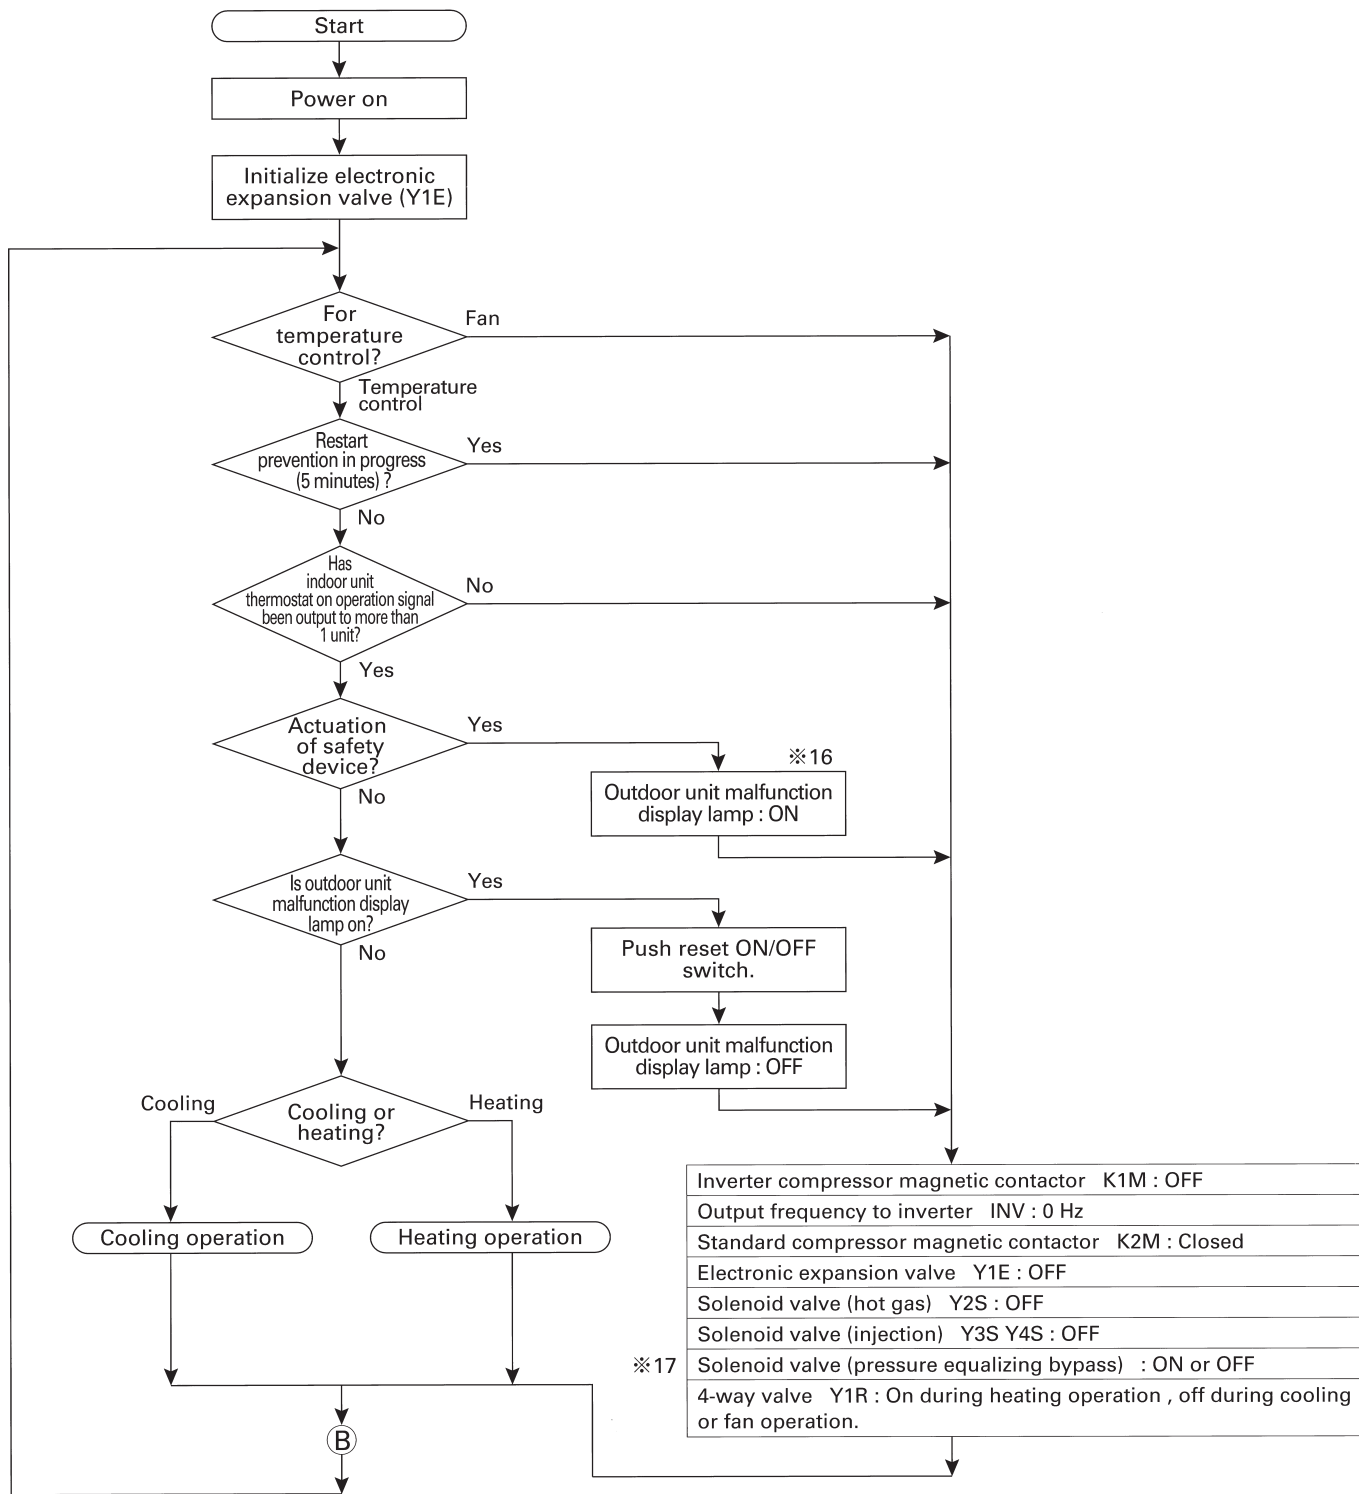 Start
Power on
Initialize electronic
expansion valve (Y1E)
For
temperature
control?
Fan
Temperature
control
Restart
prevention in progress
(5 minutes) ?
Yes
No
Has
indoor unit
thermostat on operation signal
been output to more than
1 unit?
No
Yes
Actuation
of safety
device?
Yes
No
※16
Outdoor unit malfunction
display lamp : ON
Is outdoor unit
malfunction display
lamp on?
Yes
No
Push reset ON/OFF
switch.
Outdoor unit malfunction
display lamp : OFF
Cooling or
heating?
Cooling
Heating
Cooling operation
Heating operation
Inverter compressor magnetic contactor K1M : OFF
Output frequency to inverter INV : 0 Hz
Standard compressor magnetic contactor K2M : Closed
Electronic expansion valve Y1E : OFF
Solenoid valve (hot gas) Y2S : OFF
Solenoid valve (injection) Y3S Y4S : OFF
※17 Solenoid valve (pressure equalizing bypass) : ON or OFF
4-way valve Y1R : On during heating operation , off during cooling
or fan operation.
B